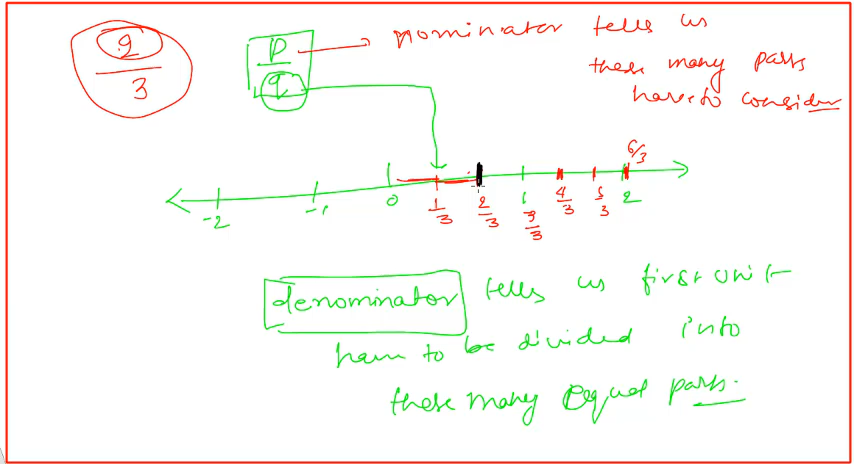 2/3
p/q
nominator tells us
these many parts
have to consider
6/3
-2 -1 0 1/3 2/3 1 3/3 4/3 5/3 2
denominator tells us first unit
have to be divided into
these many equal parts.